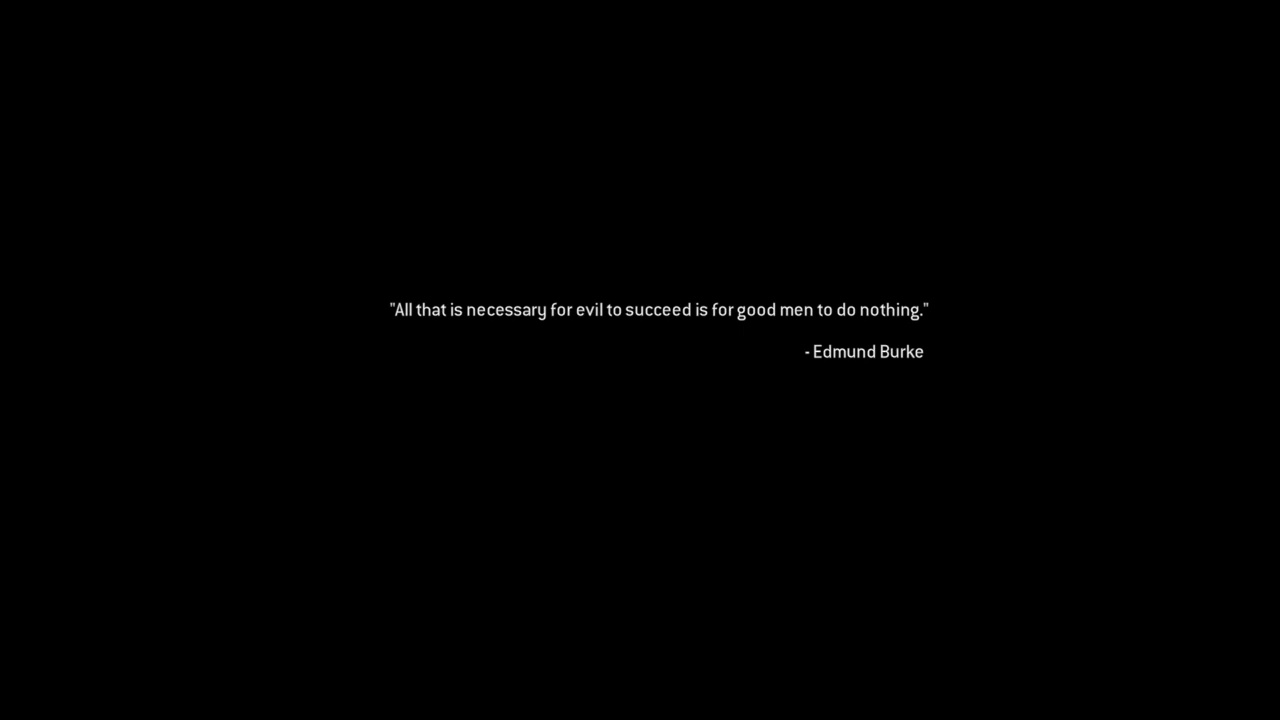 "All that is necessary for evil to succeed is for good men to do nothing."
- Edmund Burke